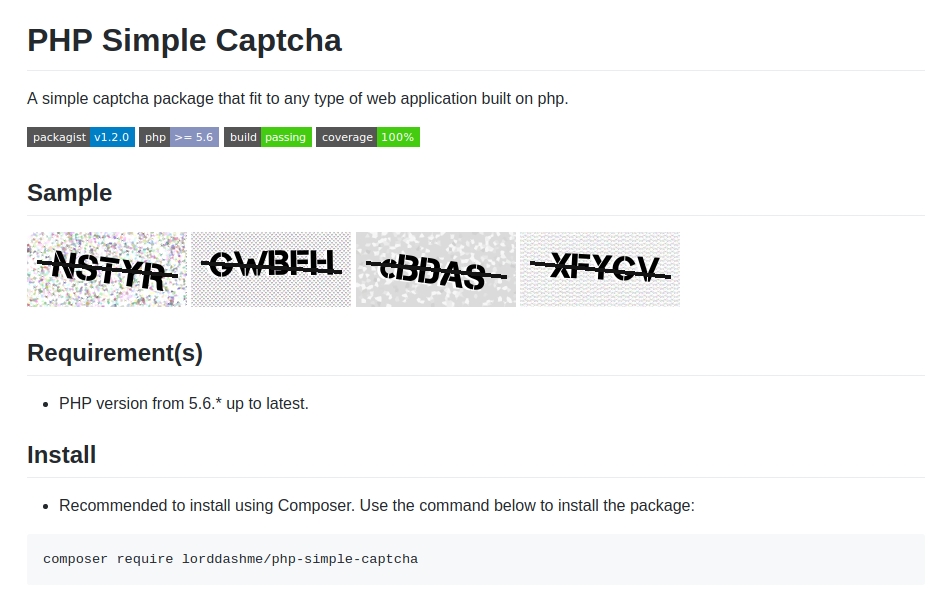 PHP Simple Captcha
A simple captcha package that fit to any type of web application built on php.
packagist v1.2.0 php >= 5.6 build passing coverage 100%
Sample
NSTYR
Requirement(s)
PHP version from 5.6.* up to latest.
Install
Recommended to install using Composer. Use the command below to install the package:
composer require lorddashme/php-simple-captcha